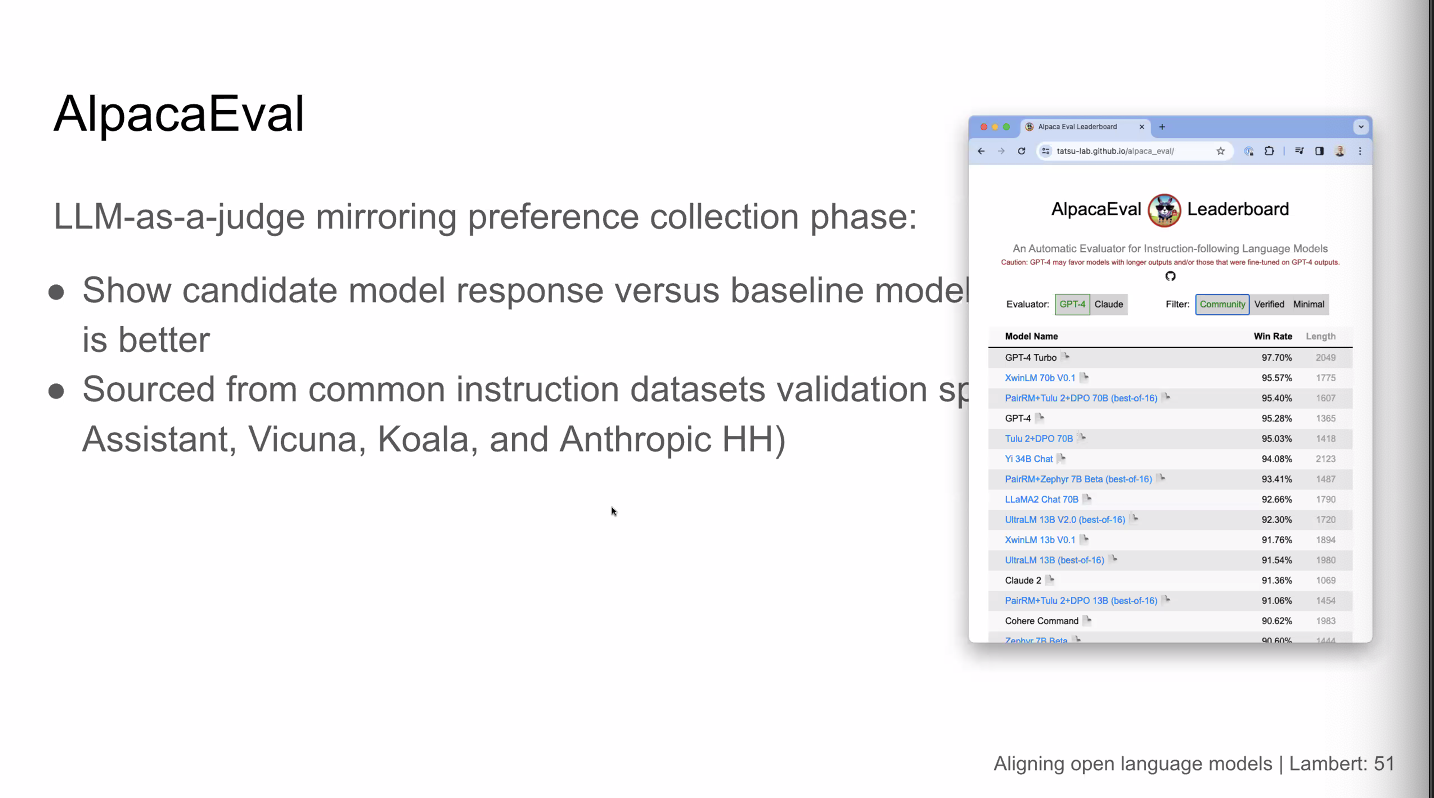 AlpacaEval
LLM-as-a-judge mirroring preference collection phase:
● Show candidate model response versus baseline model
is better
● Sourced from common instruction datasets validation sp
Assistant, Vicuna, Koala, and Anthropic HH)
Alpaca Eval Leaderboard
tatsu-lab.github.io/alpaca_eval/
AlpacaEval Leaderboard
An Automatic Evaluator for Instruction-following Language Models
Caution: GPT-4 may favor models with longer outputs and/or those that were fine-tuned on GPT-4 outputs.
Evaluator: GPT-4 Claude Filter: Community Verified Minimal
Model Name Win Rate Length
GPT-4 Turbo 97.70% 2049
XwinLM 70b V0.1 95.57% 1775
PairRM+Tulu 2+DPO 70B (best-of-16) 95.40% 1607
GPT-4 95.28% 1365
Tulu 2+DPO 70B 95.03% 1418
Yi 34B Chat 94.08% 2123
PairRM+Zephyr 7B Beta (best-of-16) 93.41% 1487
LLaMA2 Chat 70B 92.66% 1790
UltraLM 13B V2.0 (best-of-16) 92.30% 1720
XwinLM 13b V0.1 91.76% 1894
UltraLM 13B (best-of-16) 91.54% 1980
Claude 2 91.36% 1069
PairRM+Tulu 2+DPO 13B (best-of-16) 91.06% 1454
Cohere Command 90.62% 1983
Zephyr 7B Beta 90.60% 1444
Aligning open language models | Lambert: 51